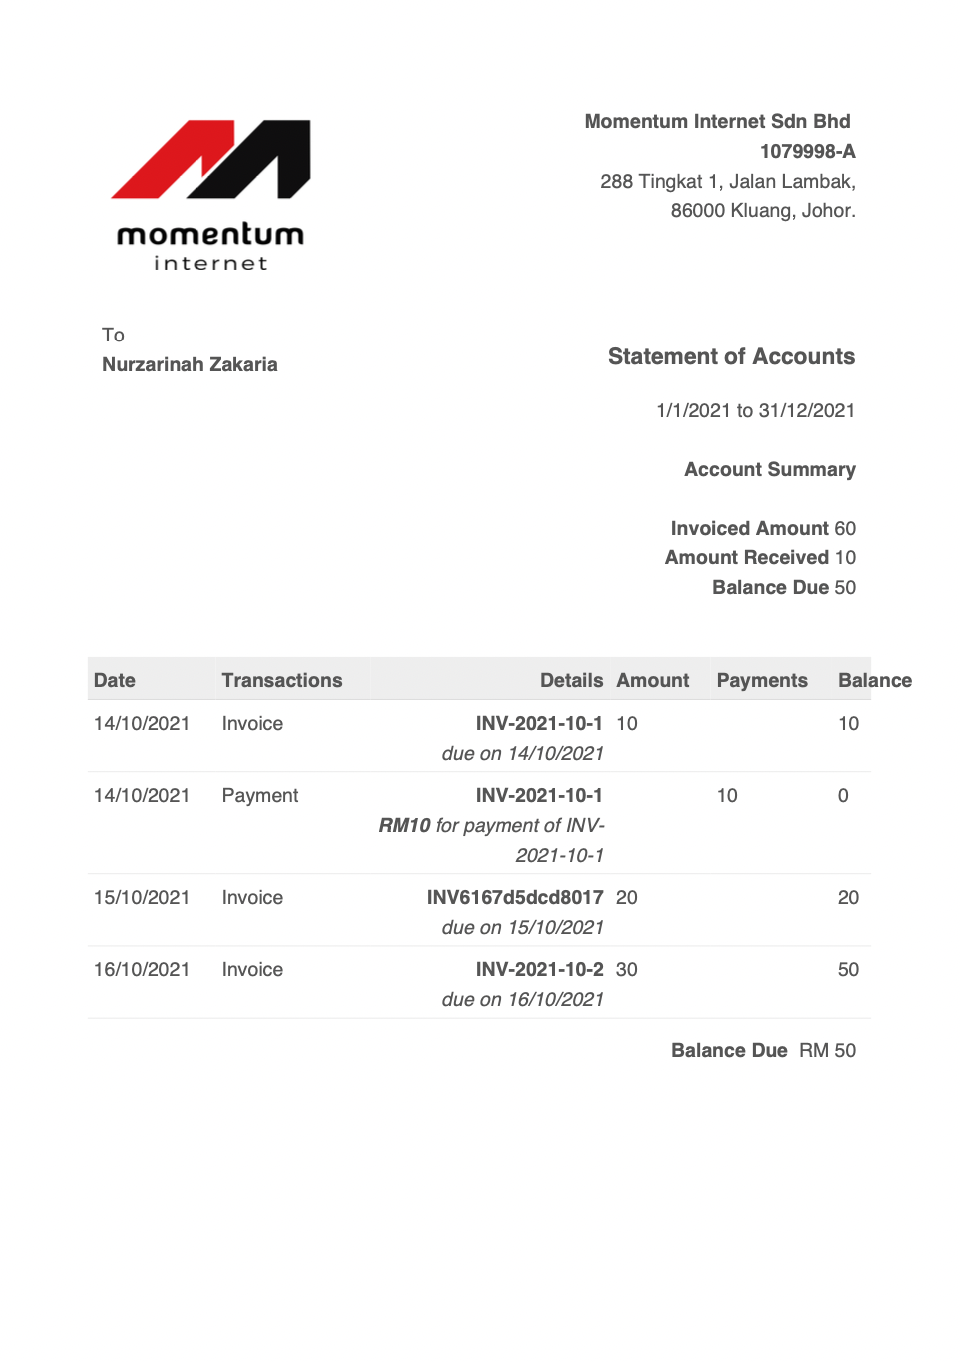 momentum
internet
Momentum Internet Sdn Bhd
1079998-A
288 Tingkat 1, Jalan Lambak,
86000 Kluang, Johor.
To
Nurzarinah Zakaria
Statement of Accounts
1/1/2021 to 31/12/2021
Account Summary
Invoiced Amount 60
Amount Received 10
Balance Due 50
Date Transactions Details Amount Payments Balance
14/10/2021 Invoice INV-2021-10-1 10 10
due on 14/10/2021
14/10/2021 Payment INV-2021-10-1 10 0
RM10 for payment of INV-
2021-10-1
15/10/2021 Invoice INV6167d5dcd8017 20 20
due on 15/10/2021
16/10/2021 Invoice INV-2021-10-2 30 50
due on 16/10/2021
Balance Due RM 50